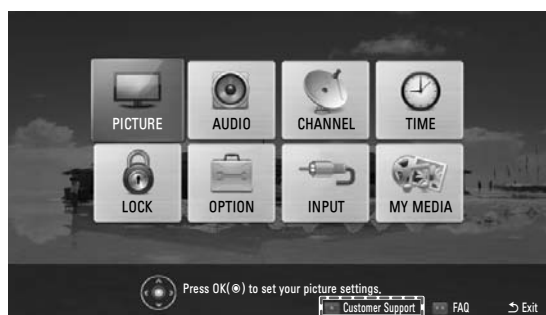 PICTURE AUDIO CHANNEL TIME
LOCK OPTION INPUT MY MEDIA
Press OK(◉) to set your picture settings.
Customer Support FAQ Exit